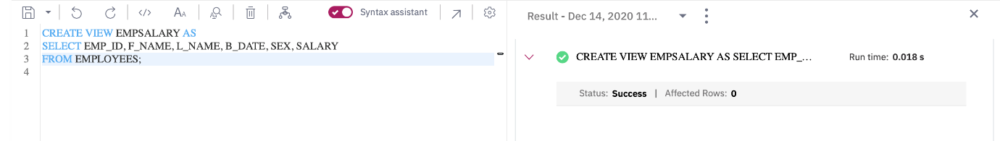 Syntax assistant
1 CREATE VIEW EMPSALARY AS
2 SELECT EMP_ID, F_NAME, L_NAME, B_DATE, SEX, SALARY
3 FROM EMPLOYEES;
4
Result - Dec 14, 2020 11...
CREATE VIEW EMPSALARY AS SELECT EMP_... Run time: 0.018 s
Status: Success | Affected Rows: 0